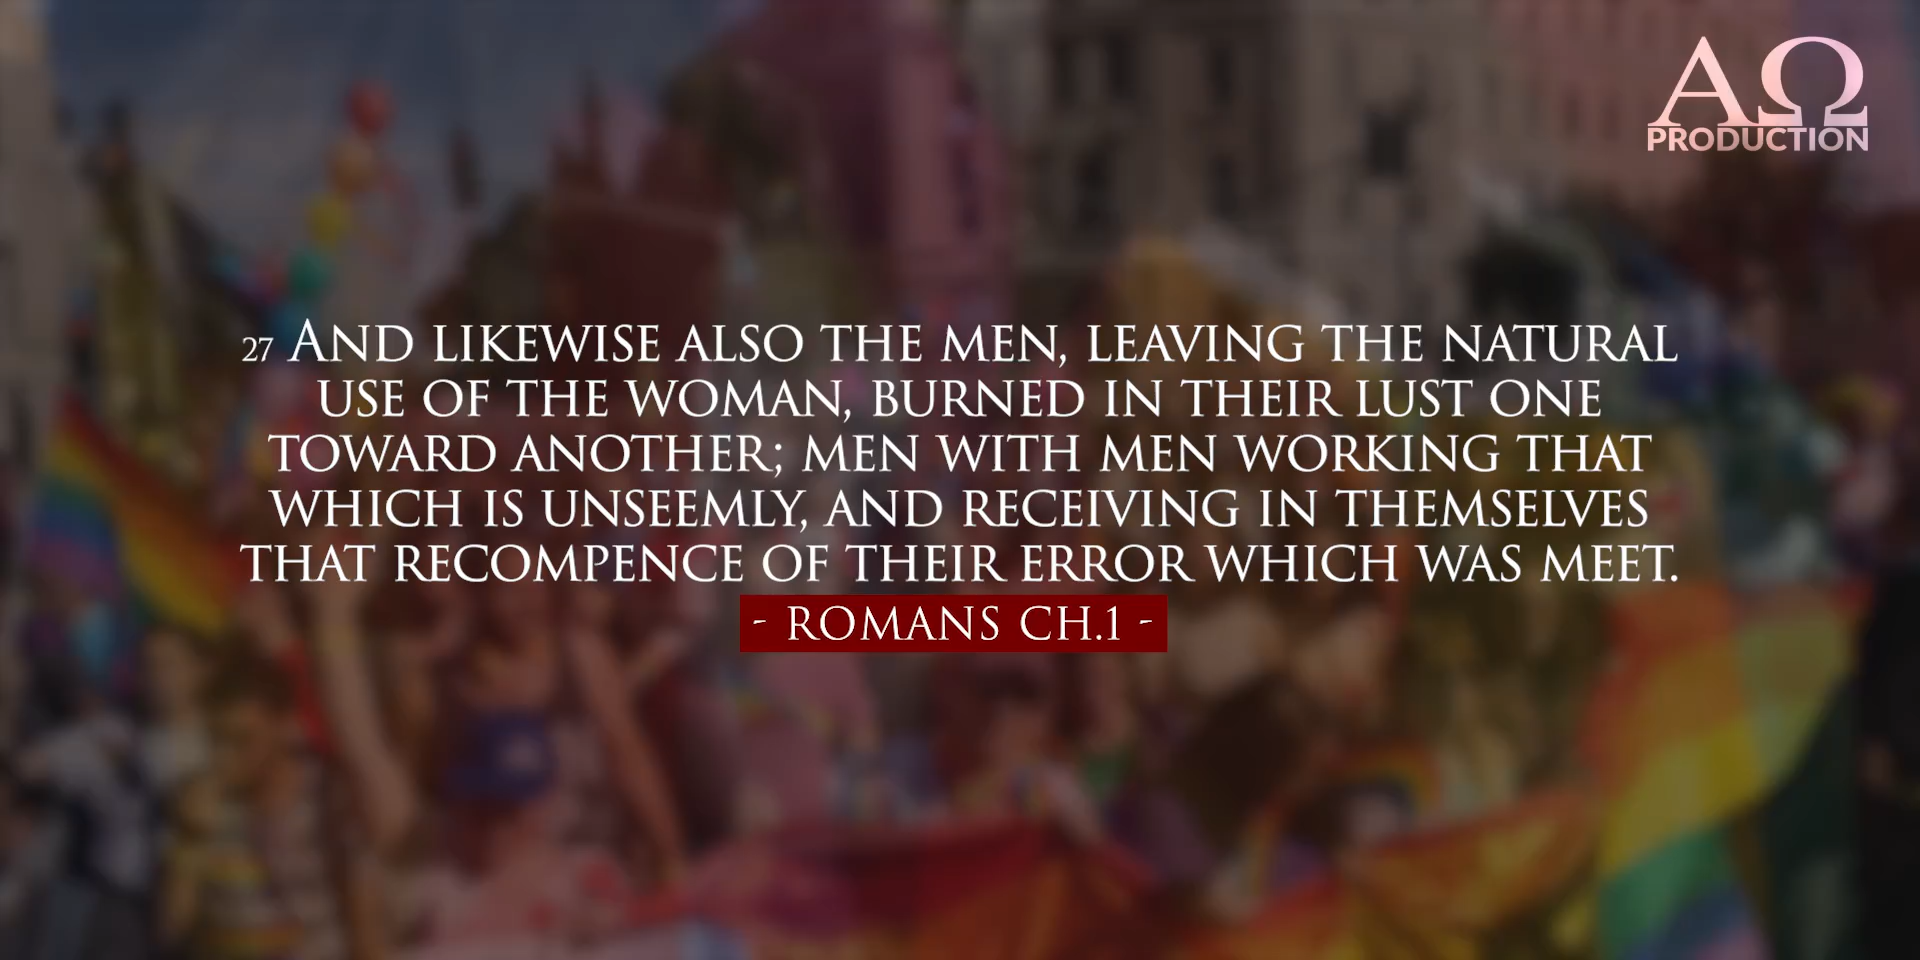 ΑΩ
PRODUCTION
27 AND LIKEWISE ALSO THE MEN, LEAVING THE NATURAL
USE OF THE WOMAN, BURNED IN THEIR LUST ONE
TOWARD ANOTHER; MEN WITH MEN WORKING THAT
WHICH IS UNSEEMLY, AND RECEIVING IN THEMSELVES
THAT RECOMPENCE OF THEIR ERROR WHICH WAS MEET.
- ROMANS CH.1 -